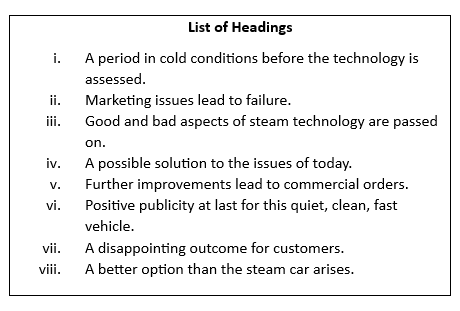 List of Headings
i. A period in cold conditions before the technology is
assessed.
ii. Marketing issues lead to failure.
iii. Good and bad aspects of steam technology are passed
on.
iv. A possible solution to the issues of today.
v. Further improvements lead to commercial orders.
vi. Positive publicity at last for this quiet, clean, fast
vehicle.
vii. A disappointing outcome for customers.
viii. A better option than the steam car arises.